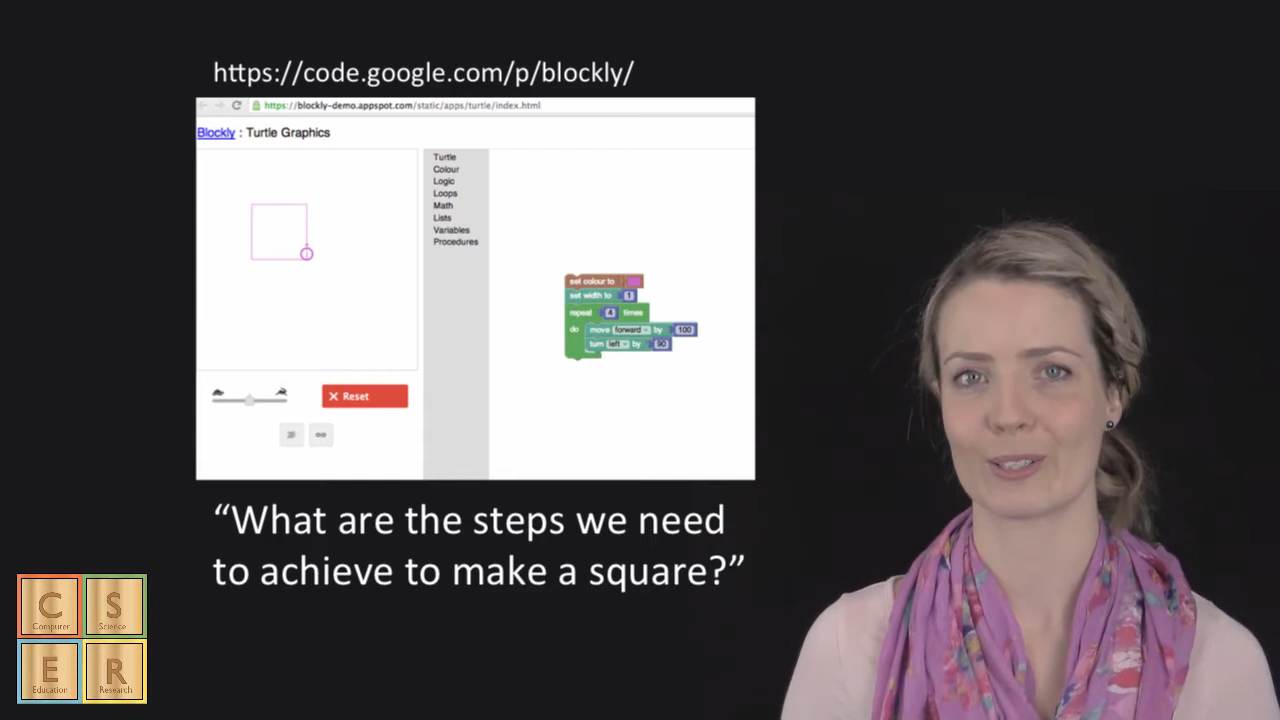 https://code.google.com/p/blockly/
https://blockly-demo.appspot.com/static/apps/turtle/index.html
Blockly : Turtle Graphics
Turtle
Colour
Logic
Loops
Math
Lists
Variables
Procedures
set colour to
set width to 1
repeat 4 times
do move forward by 100
turn left by 90
Reset
“What are the steps we need
to achieve to make a square?”
C S
Computer Science
E R
Education Research